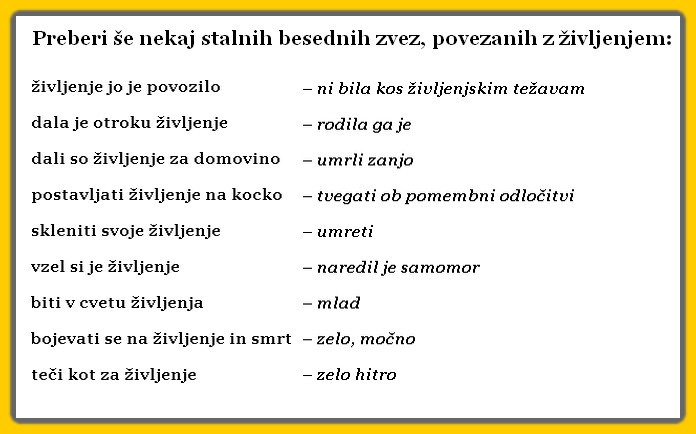 Preberi še nekaj stalnih besednih zvez, povezanih z življenjem:
življenje jo je povozilo – ni bila kos življenjskim težavam
dala je otroku življenje – rodila ga je
dali so življenje za domovino – umrli zanjo
postavljati življenje na kocko – tvegati ob pomembni odločitvi
skleniti svoje življenje – umreti
vzel si je življenje – naredil je samomor
biti v cvetu življenja – mlad
bojevati se na življenje in smrt – zelo, močno
teči kot za življenje – zelo hitro